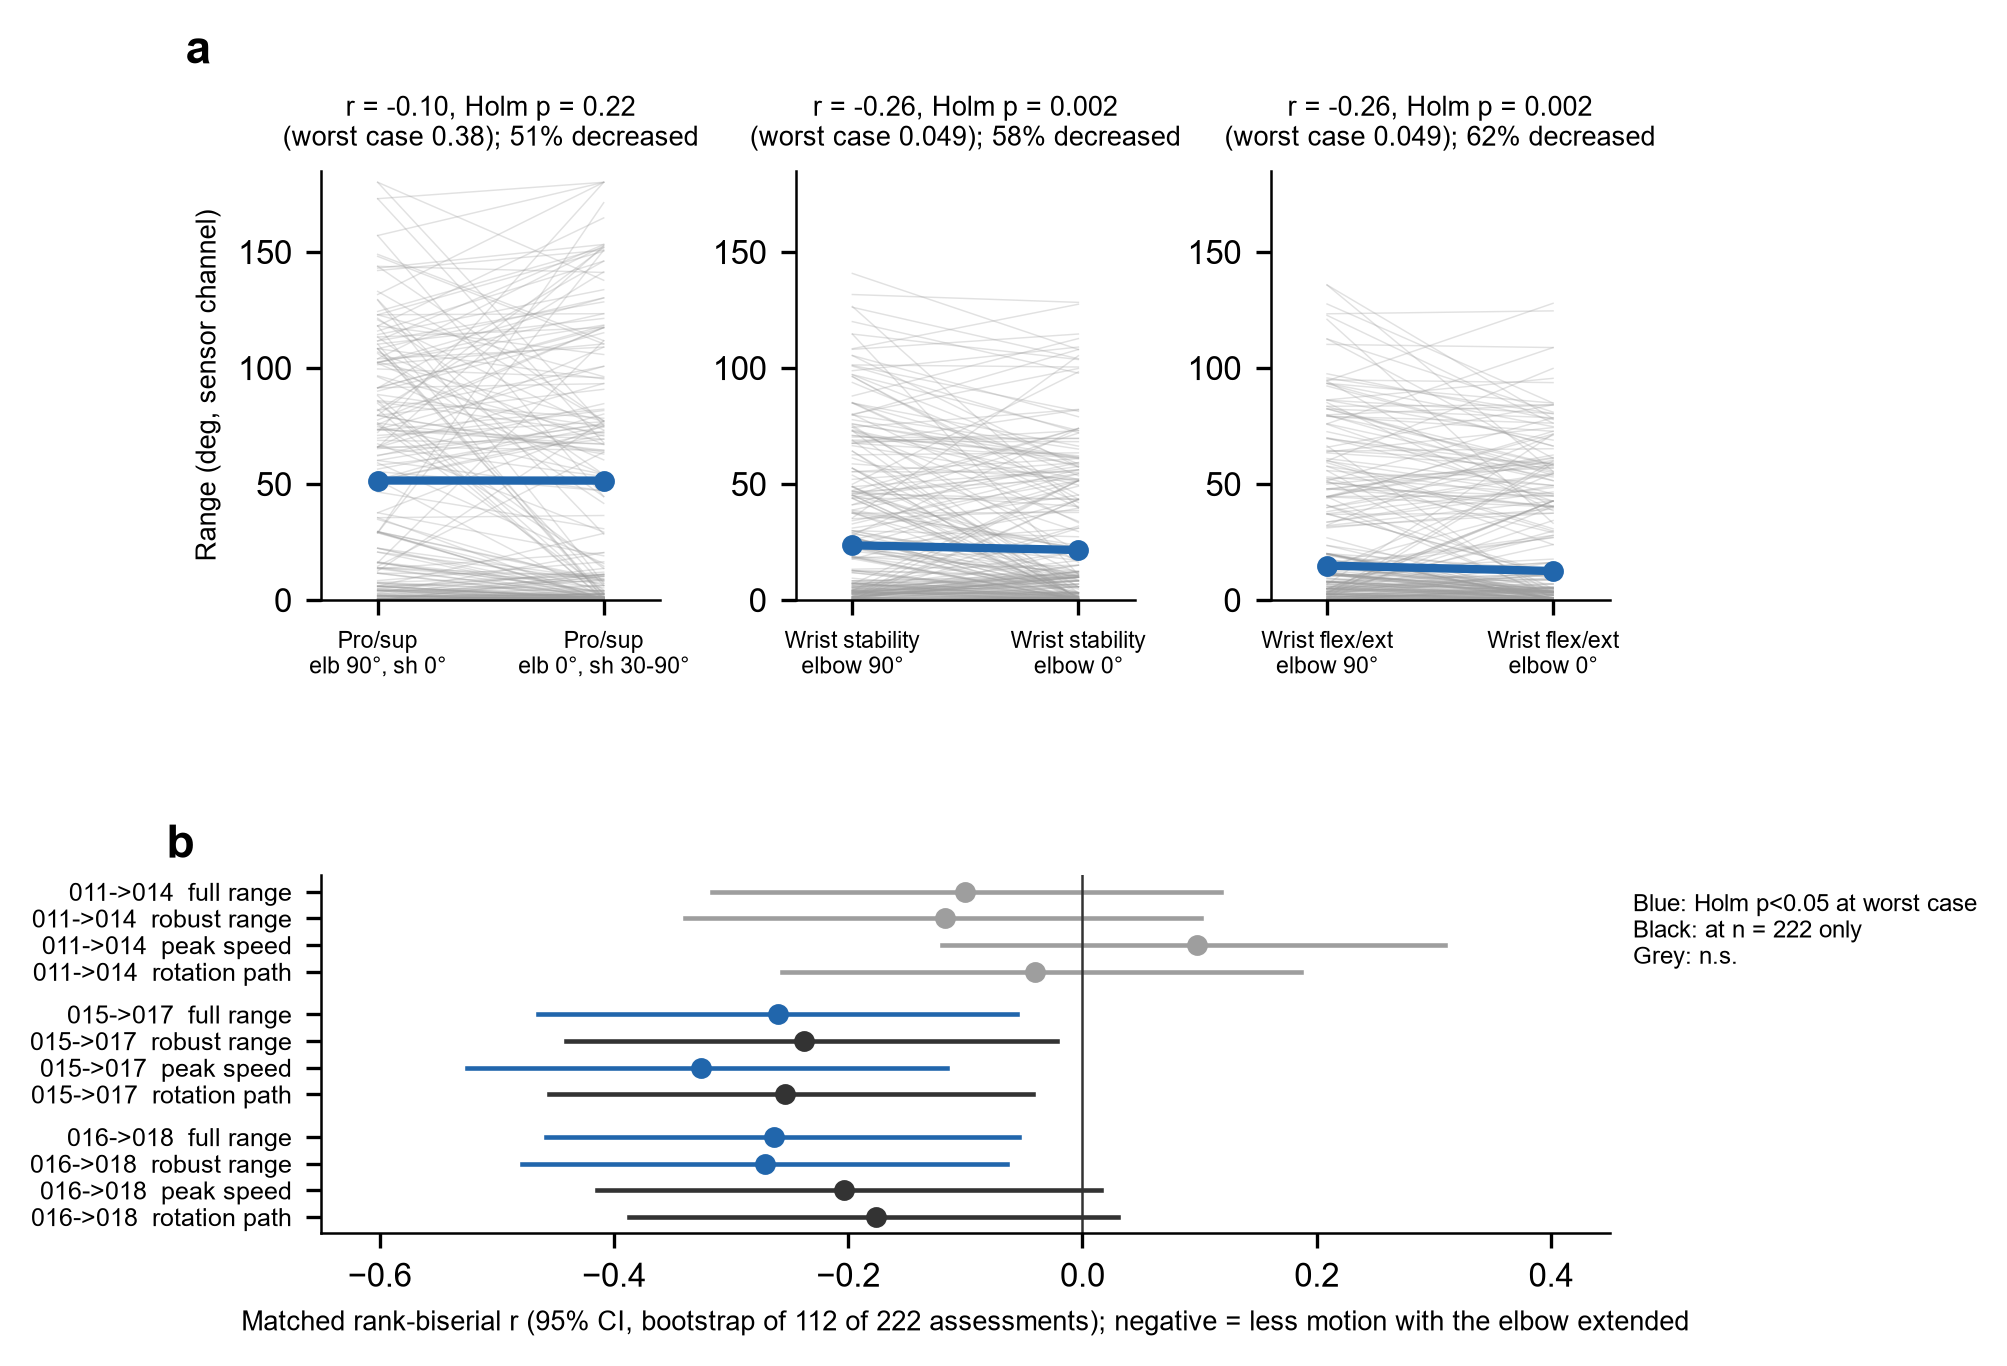 a
r = -0.10, Holm p = 0.22
(worst case 0.38); 51% decreased
r = -0.26, Holm p = 0.002
(worst case 0.049); 58% decreased
r = -0.26, Holm p = 0.002
(worst case 0.049); 62% decreased
Range (deg, sensor channel)
150
100
50
0
150
100
50
0
150
100
50
0
Pro/sup
elb 90°, sh 0°
Pro/sup
elb 0°, sh 30-90°
Wrist stability
elbow 90°
Wrist stability
elbow 0°
Wrist flex/ext
elbow 90°
Wrist flex/ext
elbow 0°
b
011->014 full range
011->014 robust range
011->014 peak speed
011->014 rotation path
015->017 full range
015->017 robust range
015->017 peak speed
015->017 rotation path
016->018 full range
016->018 robust range
016->018 peak speed
016->018 rotation path
Blue: Holm p<0.05 at worst case
Black: at n = 222 only
Grey: n.s.
−0.6 −0.4 −0.2 0.0 0.2 0.4
Matched rank-biserial r (95% CI, bootstrap of 112 of 222 assessments); negative = less motion with the elbow extended